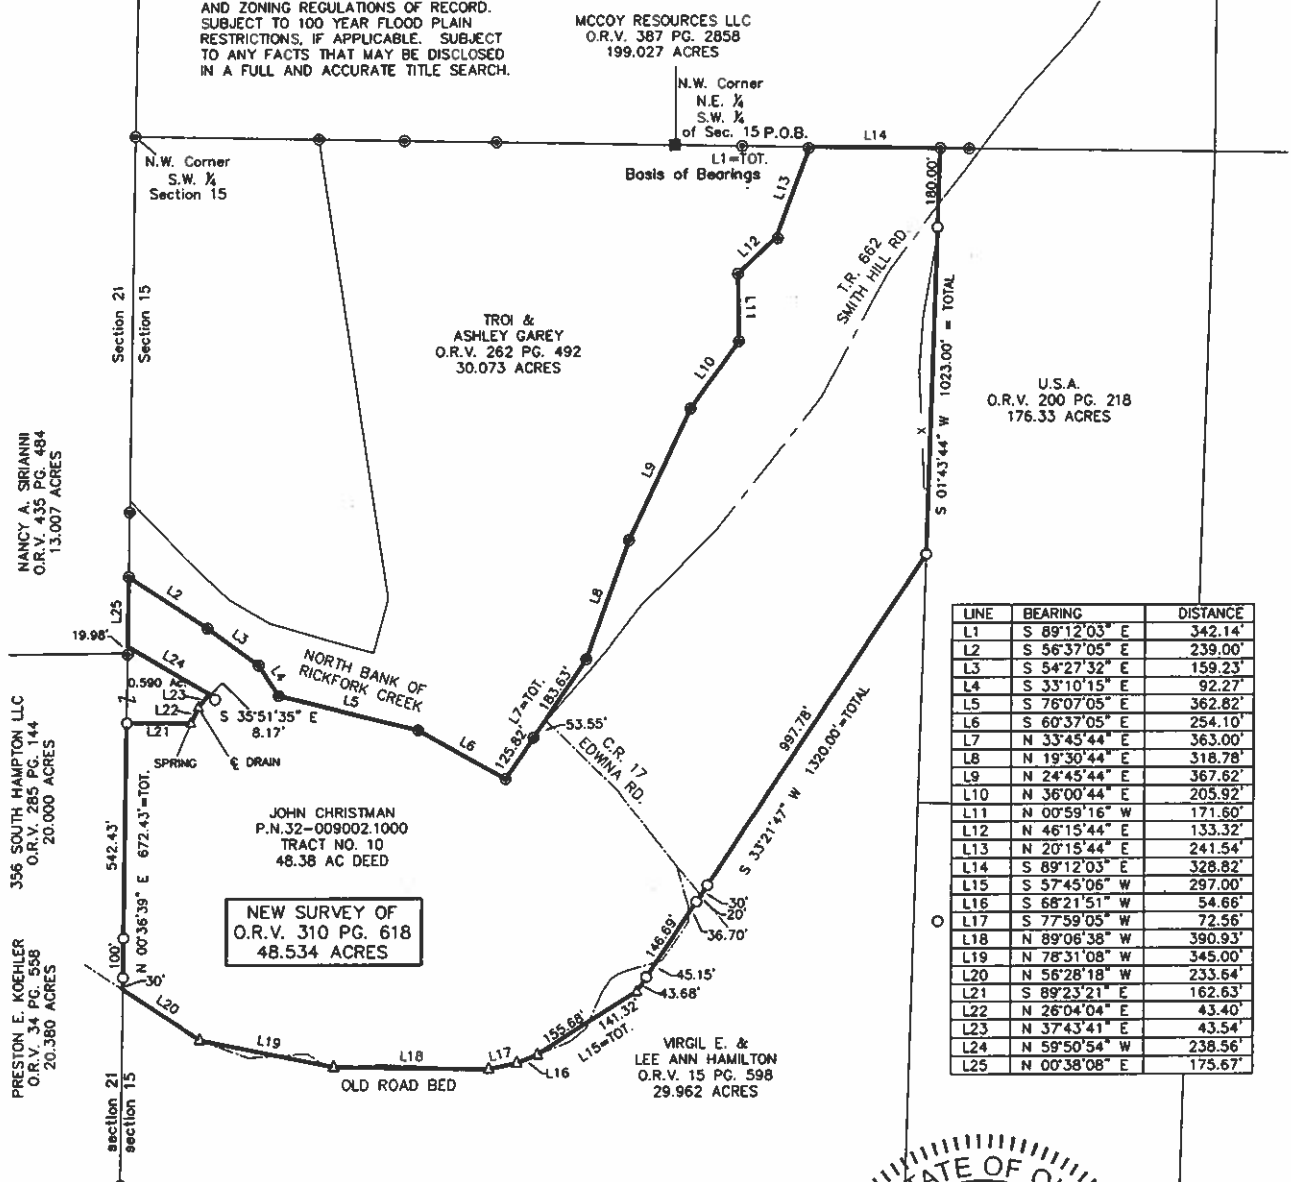 AND ZONING REGULATIONS OF RECORD.
SUBJECT TO 100 YEAR FLOOD PLAIN
RESTRICTIONS, IF APPLICABLE. SUBJECT
TO ANY FACTS THAT MAY BE DISCLOSED
IN A FULL AND ACCURATE TITLE SEARCH.
MCCOY RESOURCES LLC
O.R.V. 387 PG. 2858
199.027 ACRES
N.W. Corner
N.E. ¼
S.W. ¼
of Sec. 15 P.O.B.
L1=TOT.
Basis of Bearings
L14
N.W. Corner
S.W. ¼
Section 15
180.00'
L13
L12
L11
L10
L9
L8
T.R. 662
SMITH HILL RD.
Section 21
Section 15
TROI &
ASHLEY GAREY
O.R.V. 262 PG. 492
30.073 ACRES
S 01°43'44" W 1023.00' = TOTAL
X
U.S.A.
O.R.V. 200 PG. 218
176.33 ACRES
NANCY A. SIRIANNI
O.R.V. 435 PG. 484
13.007 ACRES
L25
19.98'
L2
L3
L4
L5
L6
NORTH BANK OF
RICKFORK CREEK
L24
0.590 AC.
L23
L22
L21
S 35°51'35" E
8.17'
SPRING
℄ DRAIN
L7=TOT.
183.63'
125.82'
53.55'
C.R. 17
EDWINA RD.
997.78'
S 33°21'47" W 1320.00'=TOTAL
356 SOUTH HAMPTON LLC
O.R.V. 285 PG. 144
20.000 ACRES
542.43'
N 00°36'39" E 672.43'=TOT.
JOHN CHRISTMAN
P.N.32-009002.1000
TRACT NO. 10
48.38 AC DEED
NEW SURVEY OF
O.R.V. 310 PG. 618
48.534 ACRES
30'
20'
36.70'
146.69'
45.15'
43.68'
PRESTON E. KOEHLER
O.R.V. 34 PG. 558
20.380 ACRES
100'
30'
L20
L19
L18
L17
L16
155.68'
141.32'
L15=TOT.
OLD ROAD BED
VIRGIL E. &
LEE ANN HAMILTON
O.R.V. 15 PG. 598
29.962 ACRES
section 21
section 15
LINE BEARING DISTANCE
L1 S 89°12'03" E 342.14'
L2 S 56°37'05" E 239.00'
L3 S 54°27'32" E 159.23'
L4 S 33°10'15" E 92.27'
L5 S 76°07'05" E 362.82'
L6 S 60°37'05" E 254.10'
L7 N 33°45'44" E 363.00'
L8 N 19°30'44" E 318.78'
L9 N 24°45'44" E 367.62'
L10 N 36°00'44" E 205.92'
L11 N 00°59'16" W 171.60'
L12 N 46°15'44" E 133.32'
L13 N 20°15'44" E 241.54'
L14 S 89°12'03" E 328.82'
L15 S 57°45'06" W 297.00'
L16 S 68°21'51" W 54.66'
L17 S 77°59'05" W 72.56'
L18 N 89°06'38" W 390.93'
L19 N 78°31'08" W 345.00'
L20 N 56°28'18" W 233.64'
L21 S 89°23'21" E 162.63'
L22 N 26°04'04" E 43.40'
L23 N 37°43'41" E 43.54'
L24 N 59°50'54" W 238.56'
L25 N 00°38'08" E 175.67'
ATE OF